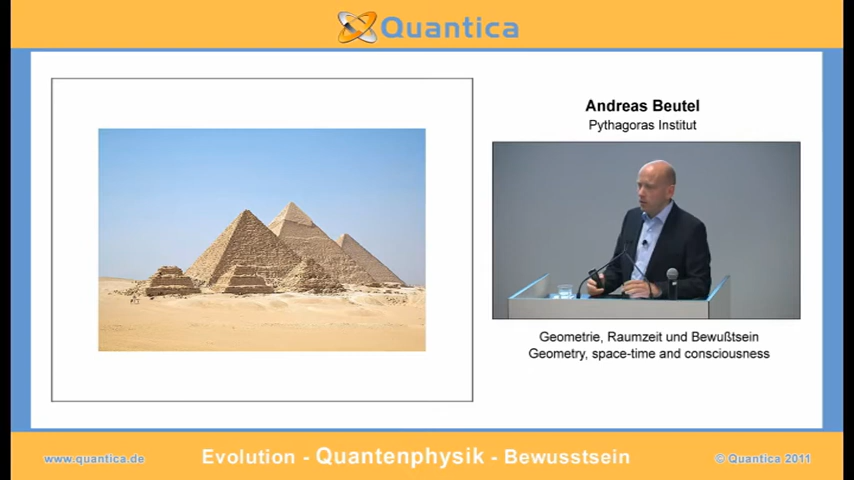 Quantica
Andreas Beutel
Pythagoras Institut
Geometrie, Raumzeit und Bewußtsein
Geometry, space-time and consciousness
www.quantica.de
Evolution - Quantenphysik - Bewusstsein
© Quantica 2011